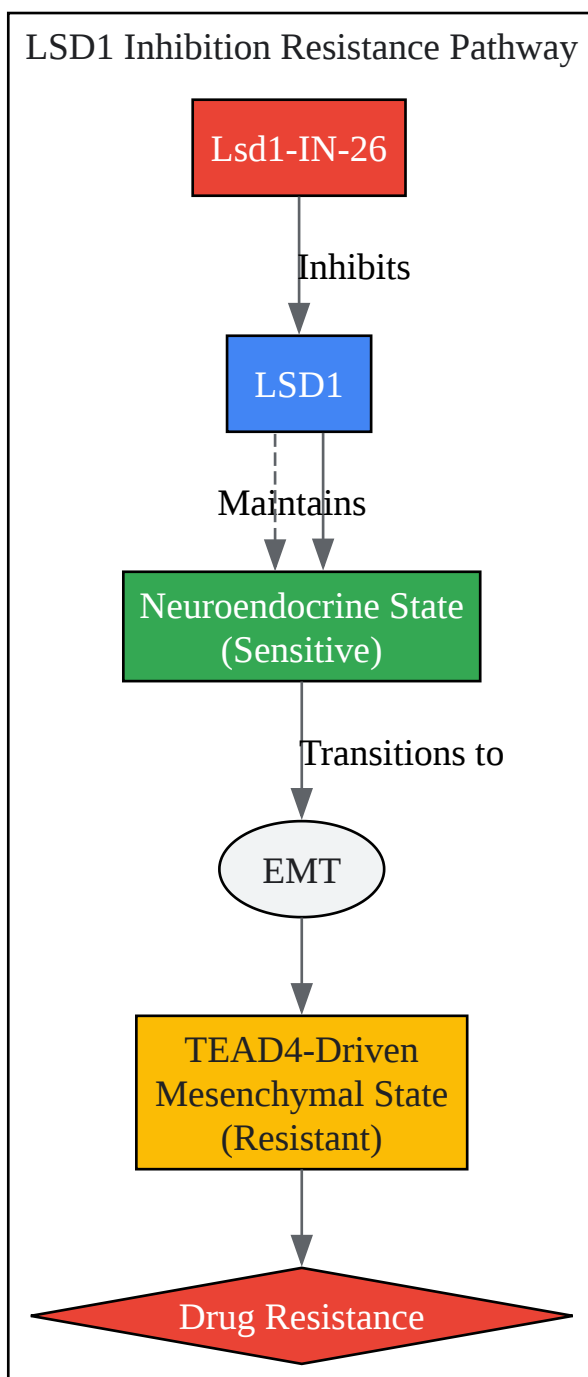 LSD1 Inhibition Resistance Pathway
Lsd1-IN-26
Inhibits
LSD1
Maintains
Neuroendocrine State
(Sensitive)
Transitions to
EMT
TEAD4-Driven
Mesenchymal State
(Resistant)
Drug Resistance